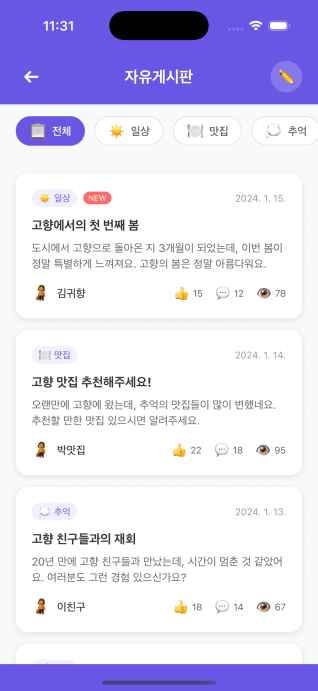 11:31
자유게시판
전체
일상
맛집
추억
일상
NEW
2024. 1. 15.
고향에서의 첫 번째 봄
도시에서 고향으로 돌아온 지 3개월이 되었는데, 이번 봄이
정말 특별하게 느껴져요. 고향의 봄은 정말 아름다워요.
김귀향
15
12
78
맛집
2024. 1. 14.
고향 맛집 추천해주세요!
오랜만에 고향에 왔는데, 추억의 맛집들이 많이 변했네요.
추천할 만한 맛집 있으시면 알려주세요.
박맛집
22
18
95
추억
2024. 1. 13.
고향 친구들과의 재회
20년 만에 고향 친구들과 만났는데, 시간이 멈춘 것 같았어
요. 여러분도 그런 경험 있으신가요?
이친구
18
14
67